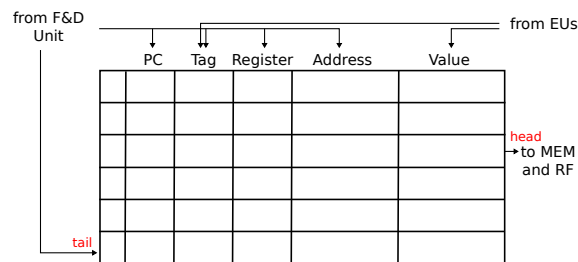 from F&D
Unit
from EUs
PC Tag Register Address Value
head
to MEM
and RF
tail